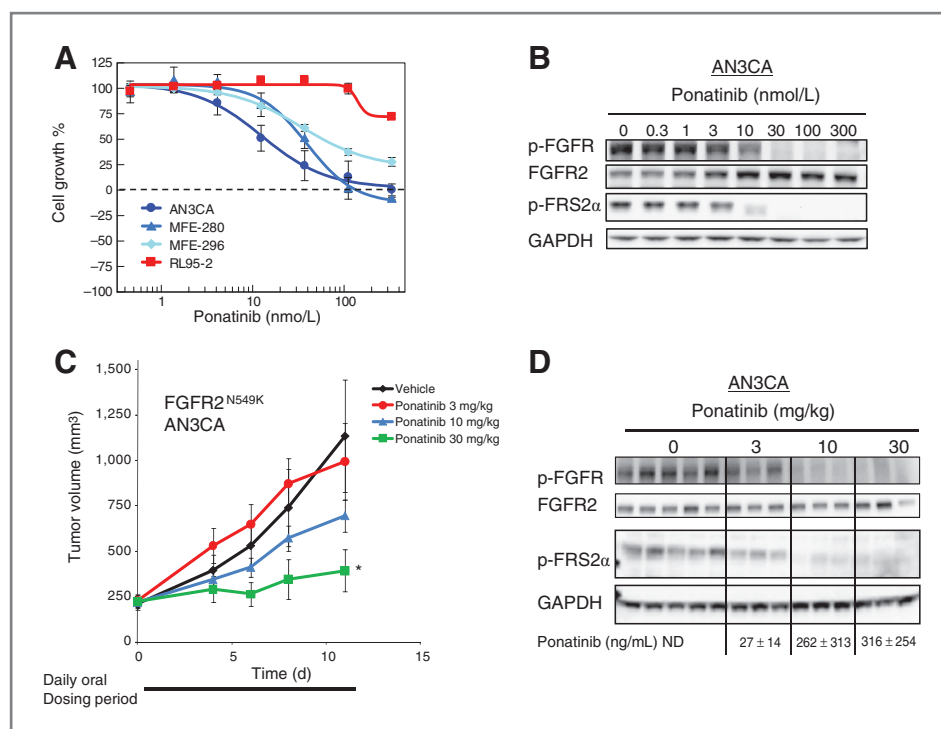 A
125
100
75
50
25
0
−25
−50
−75
−100
Cell growth %
AN3CA
MFE-280
MFE-296
RL95-2
1 10 100
Ponatinib (nmo/L)
B
AN3CA
Ponatinib (nmol/L)
0 0.3 1 3 10 30 100 300
p-FGFR
FGFR2
p-FRS2α
GAPDH
C
1,500
1,250
1,000
750
500
250
0
Tumor volume (mm3)
FGFR2N549K
AN3CA
Vehicle
Ponatinib 3 mg/kg
Ponatinib 10 mg/kg
Ponatinib 30 mg/kg
*
0 5 10 15
Time (d)
Daily oral
Dosing period
D
AN3CA
Ponatinib (mg/kg)
0 3 10 30
p-FGFR
FGFR2
p-FRS2α
GAPDH
Ponatinib (ng/mL) ND 27 ± 14 262 ± 313 316 ± 254